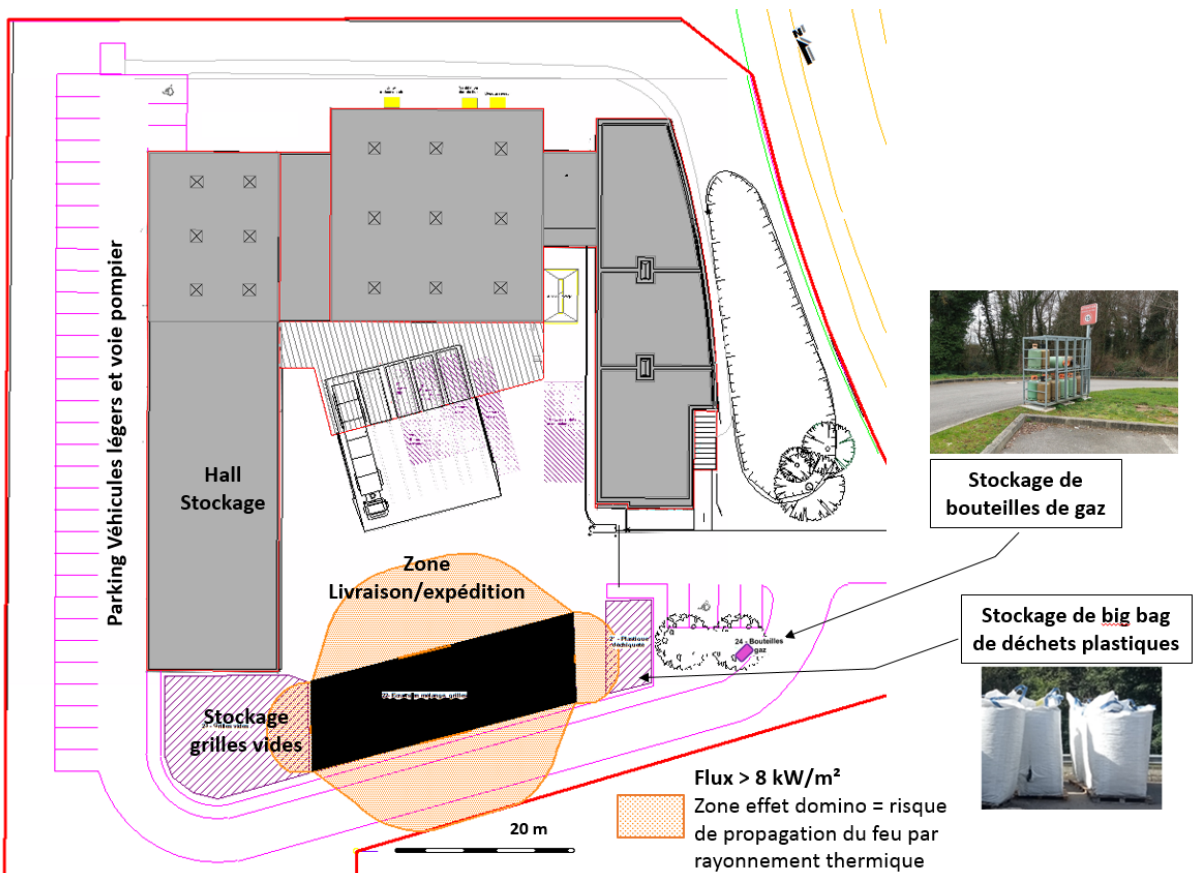 N
Parking Véhicules légers et voie pompier
Hall
Stockage
Zone
Livraison/expédition
Stockage
grilles vides
24 - Bouteilles
gaz
Stockage de
bouteilles de gaz
Stockage de big bag
de déchets plastiques
Flux > 8 kW/m²
Zone effet domino = risque
de propagation du feu par
rayonnement thermique
20 m